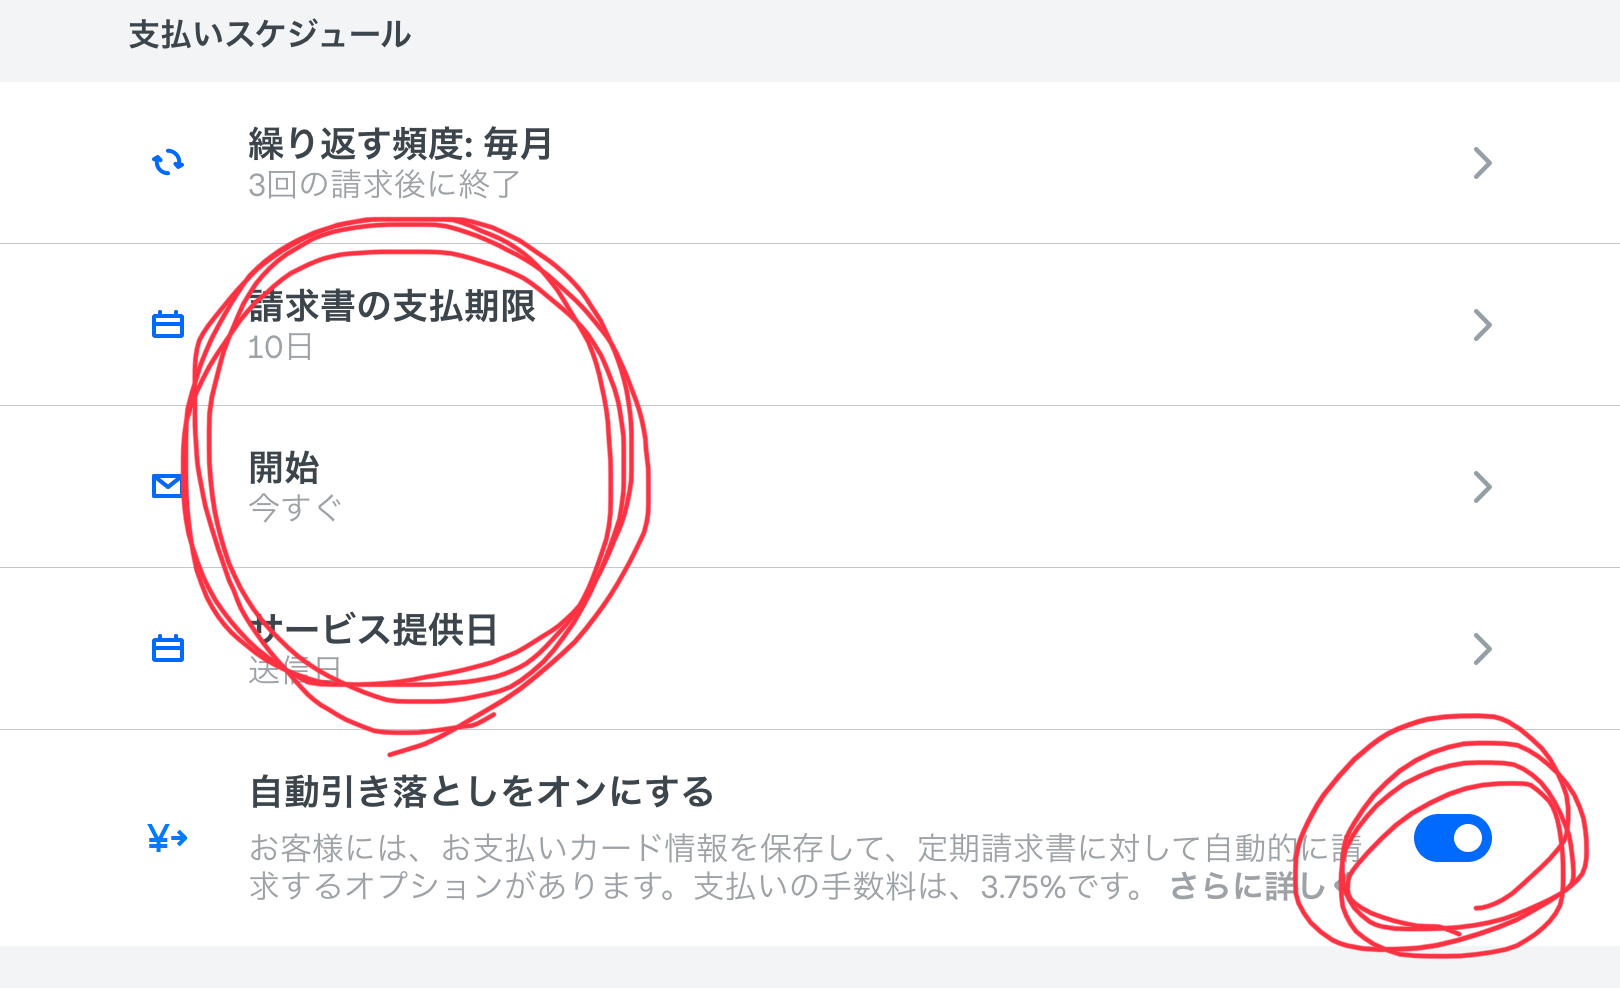 支払いスケジュール
繰り返す頻度: 毎月
3回の請求後に終了
請求書の支払期限
10日
開始
今すぐ
サービス提供日
送信日
自動引き落としをオンにする
お客様には、お支払いカード情報を保存して、定期請求書に対して自動的に請
求するオプションがあります。支払いの手数料は、3.75%です。 さらに詳しく